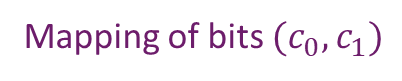 Mapping of bits (c₀, c₁)